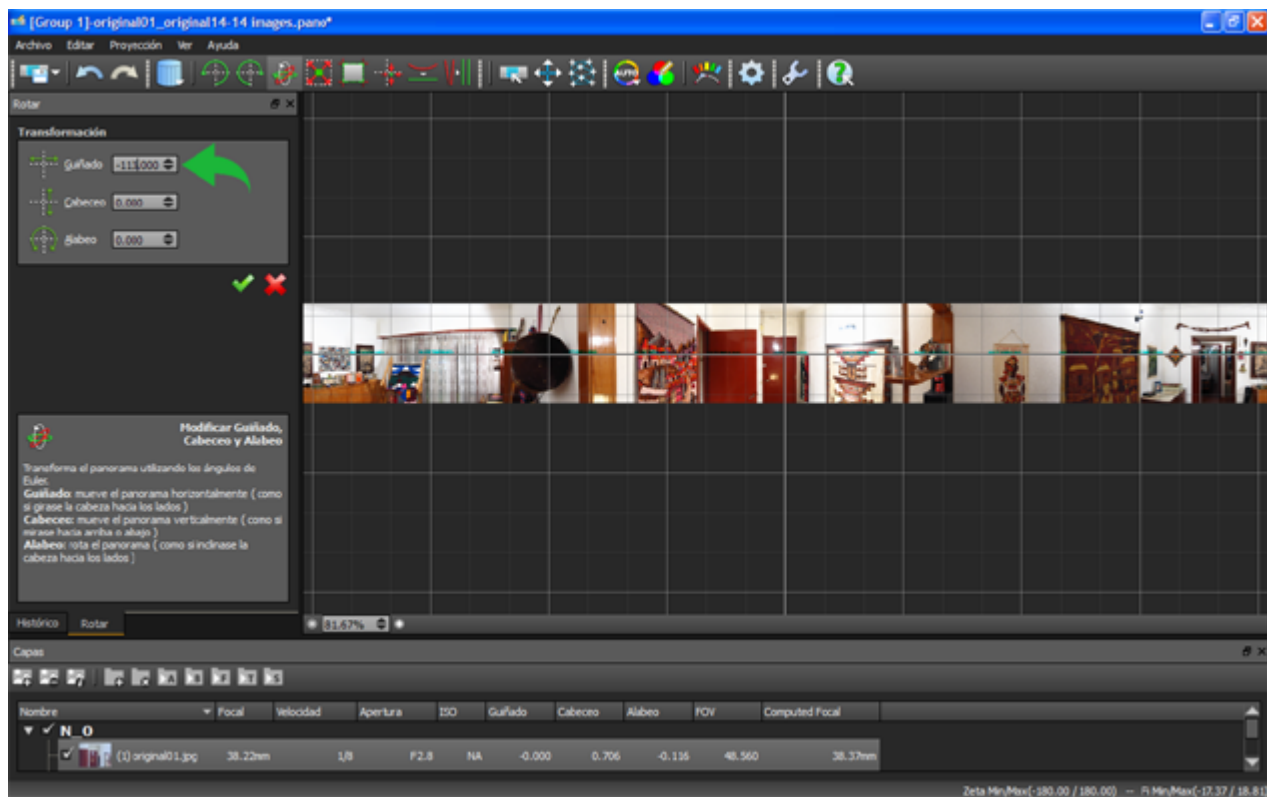 [Group 1]-original01_original14-14 images.pano*
Archivo Editar Proyección Ver Ayuda
AUTO
Rotar
Transformación
Guiñado -113.000
Cabeceo 0.000
Alabeo 0.000
Modificar Guiñado,
Cabeceo y Alabeo
Transforma el panorama utilizando los ángulos de
Euler.
Guiñado: mueve el panorama horizontalmente ( como
si girase la cabeza hacia los lados )
Cabeceo: mueve el panorama verticalmente ( como si
mirase hacia arriba o abajo )
Alabeo: rota el panorama ( como si inclinase la
cabeza hacia los lados )
Histórico Rotar
81.67%
Capas
Nombre Focal Velocidad Apertura ISO Guiñado Cabeceo Alabeo FOV Computed Focal
N_0
(1) original01.jpg 38.22mm 1/8 F2.8 NA -0.000 0.706 -0.116 48.560 38.37mm
Zeta Min/Max(-180.00 / 180.00) — Fi Min/Max(-17.37 / 18.81)